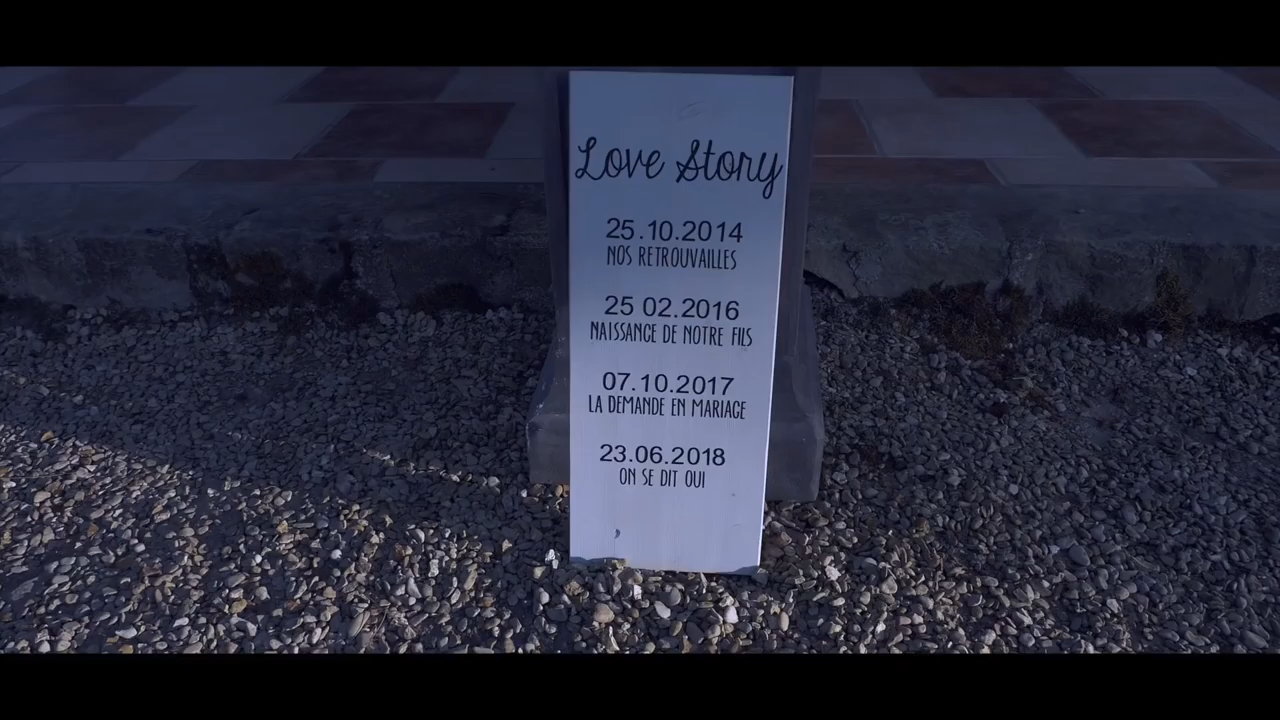 Love Story
25.10.2014
NOS RETROUVAILLES
25 02.2016
NAISSANCE DE NOTRE FILS
07.10.2017
LA DEMANDE EN MARIAGE
23.06.2018
ON SE DIT OUI